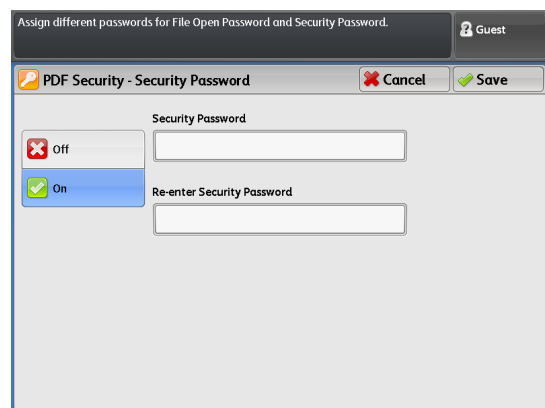 Assign different passwords for File Open Password and Security Password.
Guest
PDF Security - Security Password
Cancel
Save
Security Password
Off
On
Re-enter Security Password